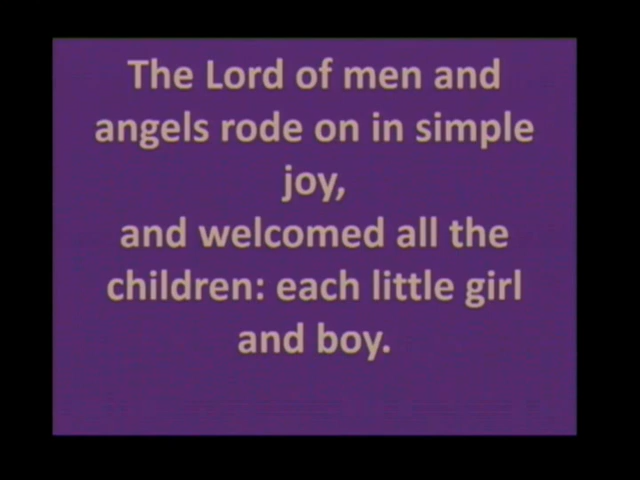 The Lord of men and
angels rode on in simple
joy,
and welcomed all the
children: each little girl
and boy.